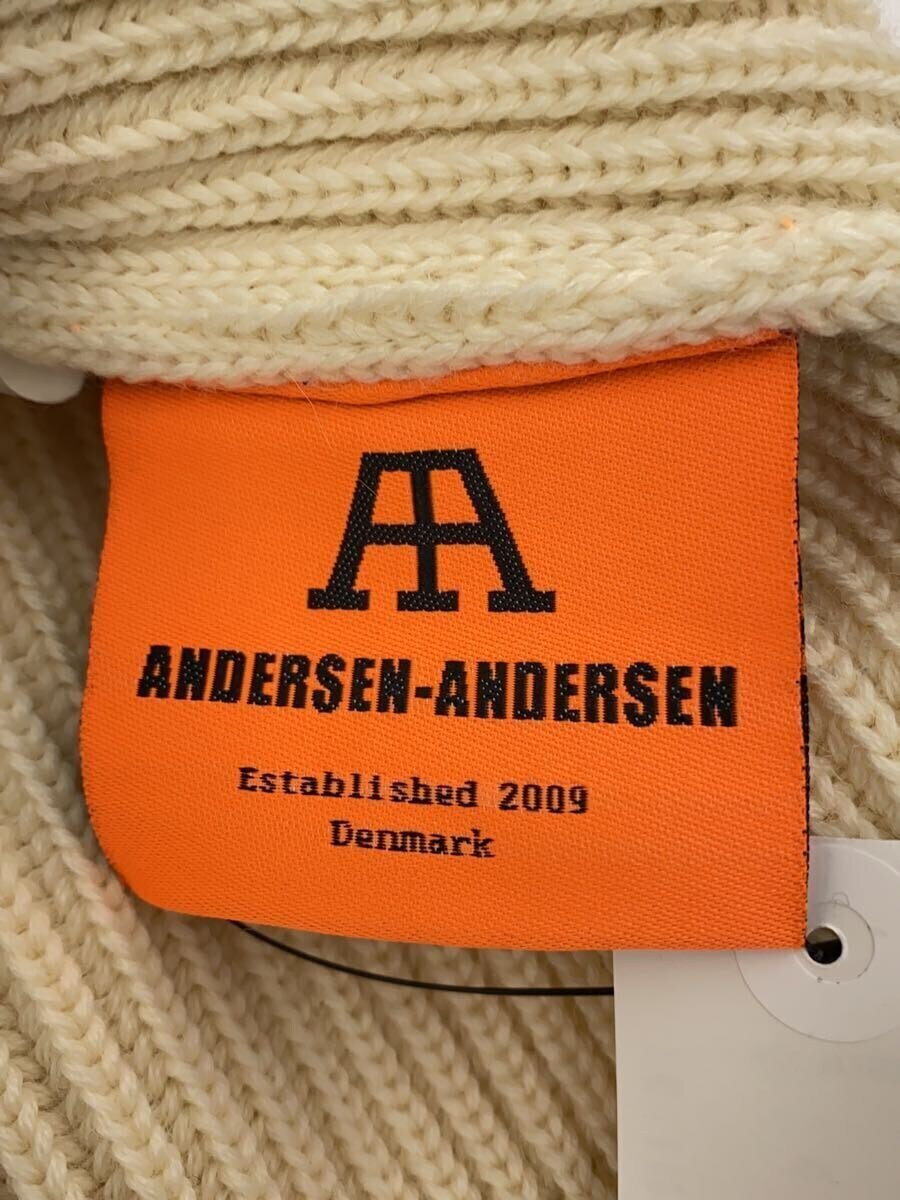 ANDERSEN-ANDERSEN
Established 2009
Denmark